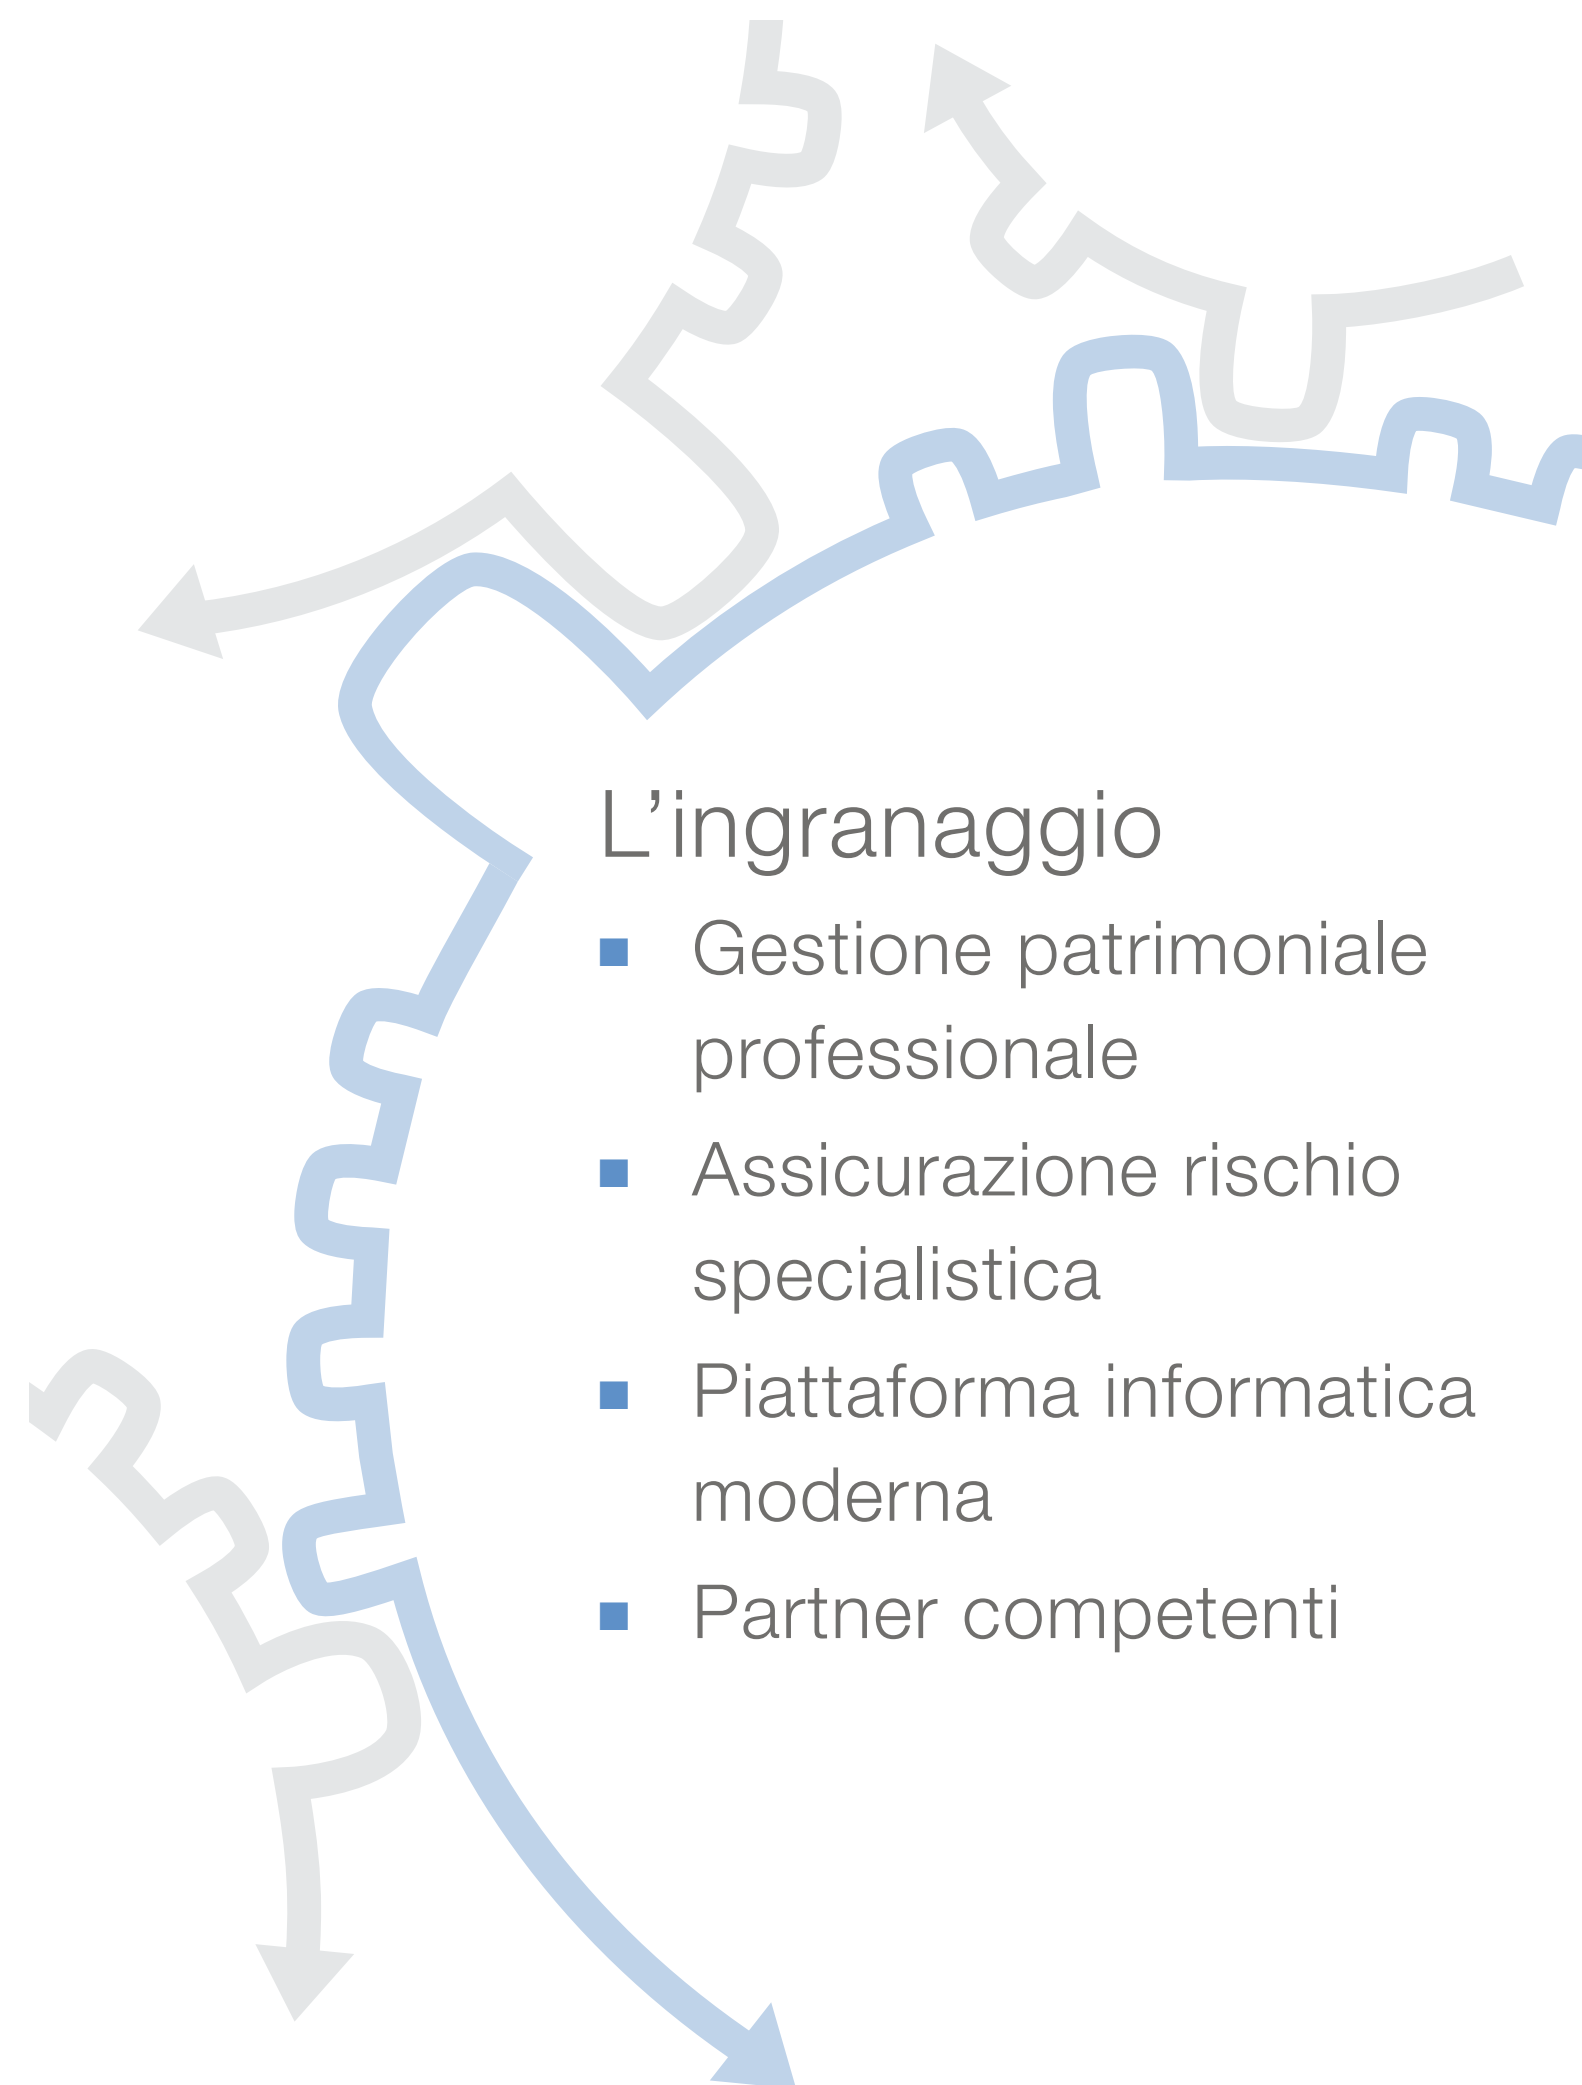 L’ingranaggio
■ Gestione patrimoniale
professionale
■ Assicurazione rischio
specialistica
■ Piattaforma informatica
moderna
■ Partner competenti